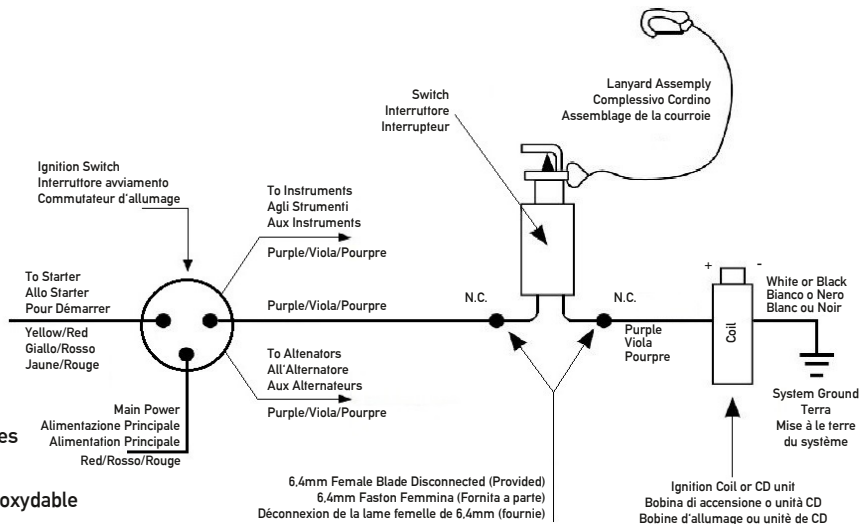 Lanyard Assemply
Complessivo Cordino
Assemblage de la courroie
Switch
Interruttore
Interrupteur
Ignition Switch
Interruttore avviamento
Commutateur d'allumage
To Instruments
Agli Strumenti
Aux Instruments
Purple/Viola/Pourpre
To Starter
Allo Starter
Pour Démarrer
Yellow/Red
Giallo/Rosso
Jaune/Rouge
Purple/Viola/Pourpre
N.C.
N.C.
Purple
Viola
Pourpre
+ -
Coil
White or Black
Bianco o Nero
Blanc ou Noir
To Altenators
All'Alternatore
Aux Alternateurs
Purple/Viola/Pourpre
System Ground
Terra
Mise à le terre
du système
Main Power
Alimentazione Principale
Alimentation Principale
Red/Rosso/Rouge
es
oxydable
6,4mm Female Blade Disconnected (Provided)
6,4mm Faston Femmina (Fornita a parte)
Déconnexion de la lame femelle de 6,4mm (fournie)
Ignition Coil or CD unit
Bobina di accensione o unità CD
Bobine d'allumage ou unitè de CD